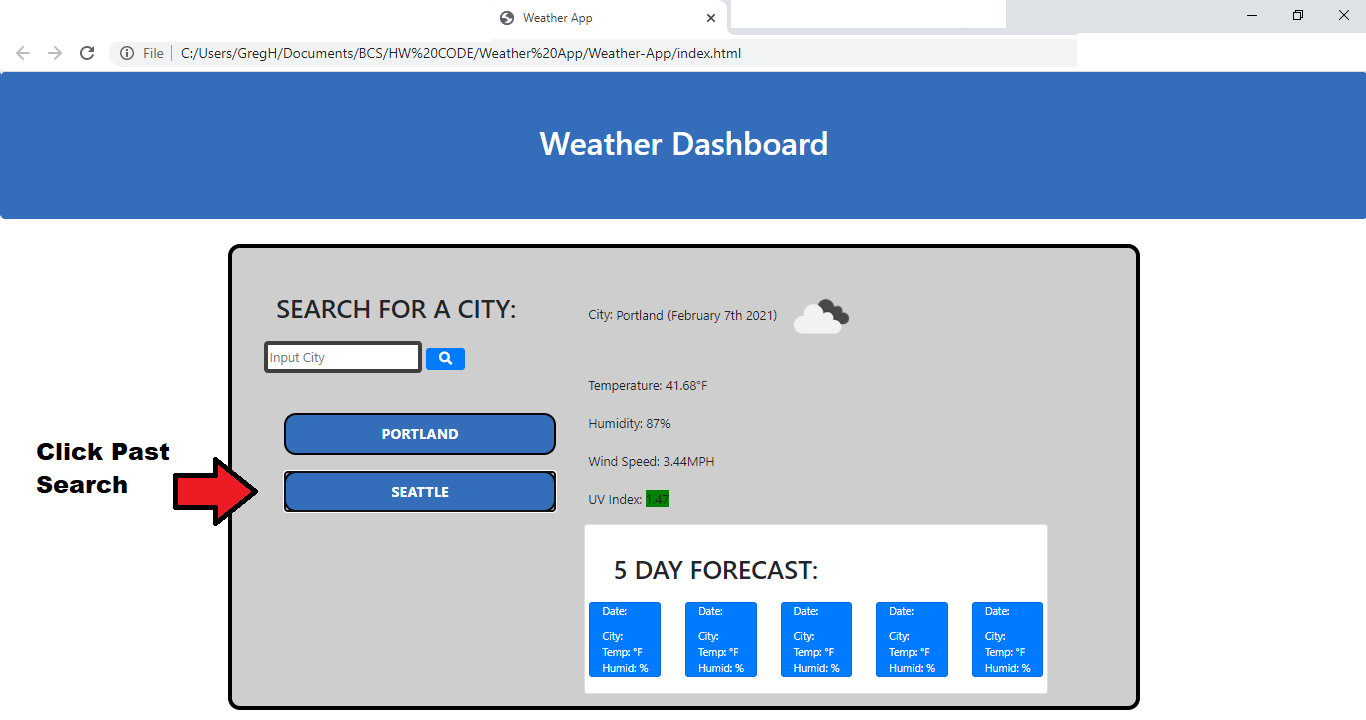 Weather App
File
C:/Users/GregH/Documents/BCS/HW%20CODE/Weather%20App/Weather-App/index.html
Weather Dashboard
SEARCH FOR A CITY:
Input City
PORTLAND
SEATTLE
Click Past
Search
City: Portland (February 7th 2021)
Temperature: 41.68°F
Humidity: 87%
Wind Speed: 3.44MPH
UV Index: 1.47
5 DAY FORECAST:
Date:
City:
Temp: °F
Humid: %
Date:
City:
Temp: °F
Humid: %
Date:
City:
Temp: °F
Humid: %
Date:
City:
Temp: °F
Humid: %
Date:
City:
Temp: °F
Humid: %